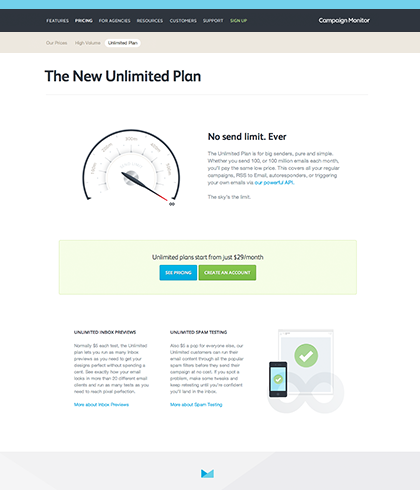 FEATURES PRICING FOR AGENCIES RESOURCES CUSTOMERS SUPPORT SIGN UP Campaign Monitor
Our Prices High Volume Unlimited Plan
The New Unlimited Plan
No send limit. Ever
The Unlimited Plan is for big senders, pure and simple.
Whether you send 100, or 100 million emails each month,
you'll pay the same low price. This covers all your regular
campaigns, RSS to Email, autoresponders, or triggering
your own emails via our powerful API.
The sky's the limit.
Unlimited plans start from just $29/month
SEE PRICING CREATE AN ACCOUNT
UNLIMITED INBOX PREVIEWS
Normally $5 each test, the Unlimited
plan lets you run as many inbox
previews as you need to get your
designs perfect without spending a
cent. See exactly how your email
looks in more than 20 different email
clients and run as many tests as you
need to reach pixel perfection.
More about Inbox Previews
UNLIMITED SPAM TESTING
Also $5 a pop for everyone else, our
Unlimited customers can run their
email content through all the popular
spam filters before they send their
campaign at no cost. If you spot a
problem, make some tweaks and
keep retesting until you're confident
you'll land in the inbox.
More about Spam Testing